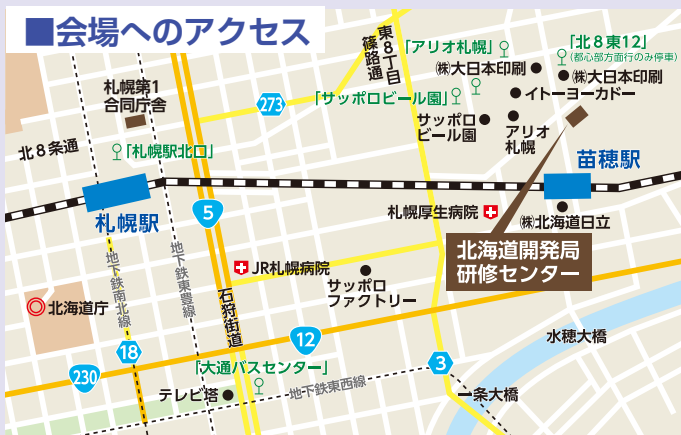 ■会場へのアクセス
東8丁目
篠路通
「アリオ札幌」
㈱大日本印刷
「北8東12」
(都心部方面行のみ停車)
㈱大日本印刷
札幌第1
合同庁舎
273
「サッポロビール園」
イトーヨーカドー
サッポロ
ビール園
アリオ
札幌
北8条通
「札幌駅北口」
苗穂駅
札幌駅
5
札幌厚生病院
㈱北海道日立
北海道開発局
研修センター
地下鉄南北線
地下鉄東豊線
JR札幌病院
サッポロ
ファクトリー
石狩街道
北海道庁
12
水穂大橋
18
230
「大通バスセンター」
3
テレビ塔
地下鉄東西線
一条大橋